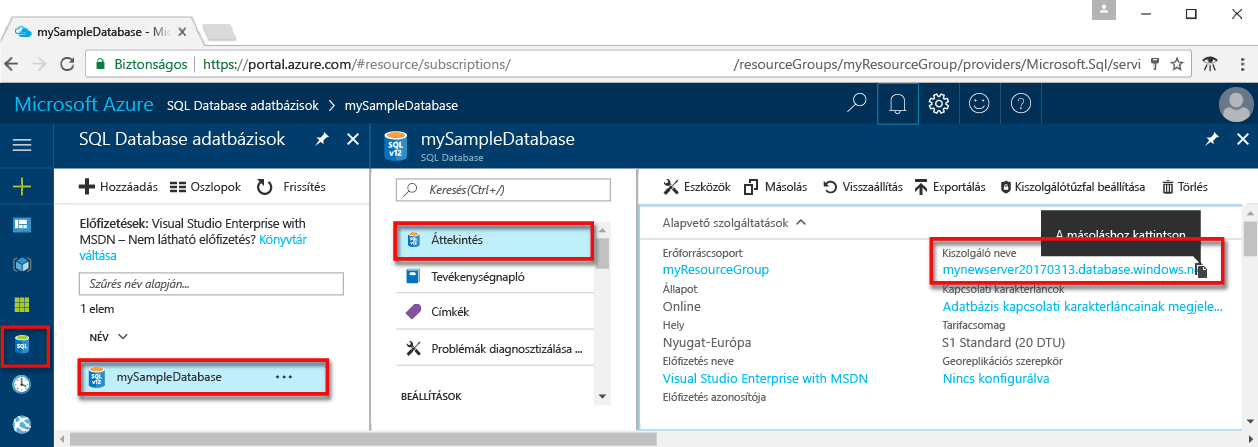 mySampleDatabase - Mic
Biztonságos https://portal.azure.com/#resource/subscriptions/ /resourceGroups/myResourceGroup/providers/Microsoft.Sql/servi
Microsoft Azure SQL Database adatbázisok > mySampleDatabase
SQL Database adatbázisok
Hozzáadás Oszlopok Frissítés
Előfizetések: Visual Studio Enterprise with
MSDN – Nem látható előfizetés? Könyvtár
váltása
Szűrés név alapján...
1 elem
NÉV
mySampleDatabase ...
mySampleDatabase
SQL Database
Keresés(Ctrl+/)
Áttekintés
Tevékenységnapló
Címkék
Problémák diagnosztizálása ...
BEÁLLÍTÁSOK
Eszközök Másolás Visszaállítás Exportálás Kiszolgálótűzfal beállítása Törlés
Alapvető szolgáltatások
A másoláshoz kattintson
Erőforráscsoport
myResourceGroup
Állapot
Online
Hely
Nyugat-Európa
Előfizetés neve
Visual Studio Enterprise with MSDN
Előfizetés azonosítója
Kiszolgáló neve
mynewserver20170313.database.windows.n
Kapcsolati karakterláncok
Adatbázis kapcsolati karakterláncainak megjele...
Tarifacsomag
S1 Standard (20 DTU)
Georeplikációs szerepkör
Nincs konfigurálva